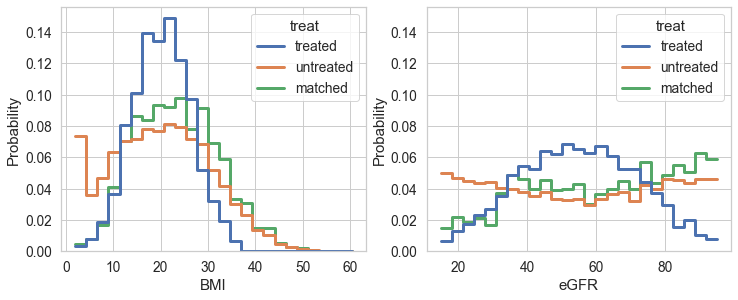 treat
treated
untreated
matched
Probability
0.14
0.12
0.10
0.08
0.06
0.04
0.02
0.00
0 10 20 30 40 50 60
BMI
treat
treated
untreated
matched
Probability
0.14
0.12
0.10
0.08
0.06
0.04
0.02
0.00
20 40 60 80
eGFR